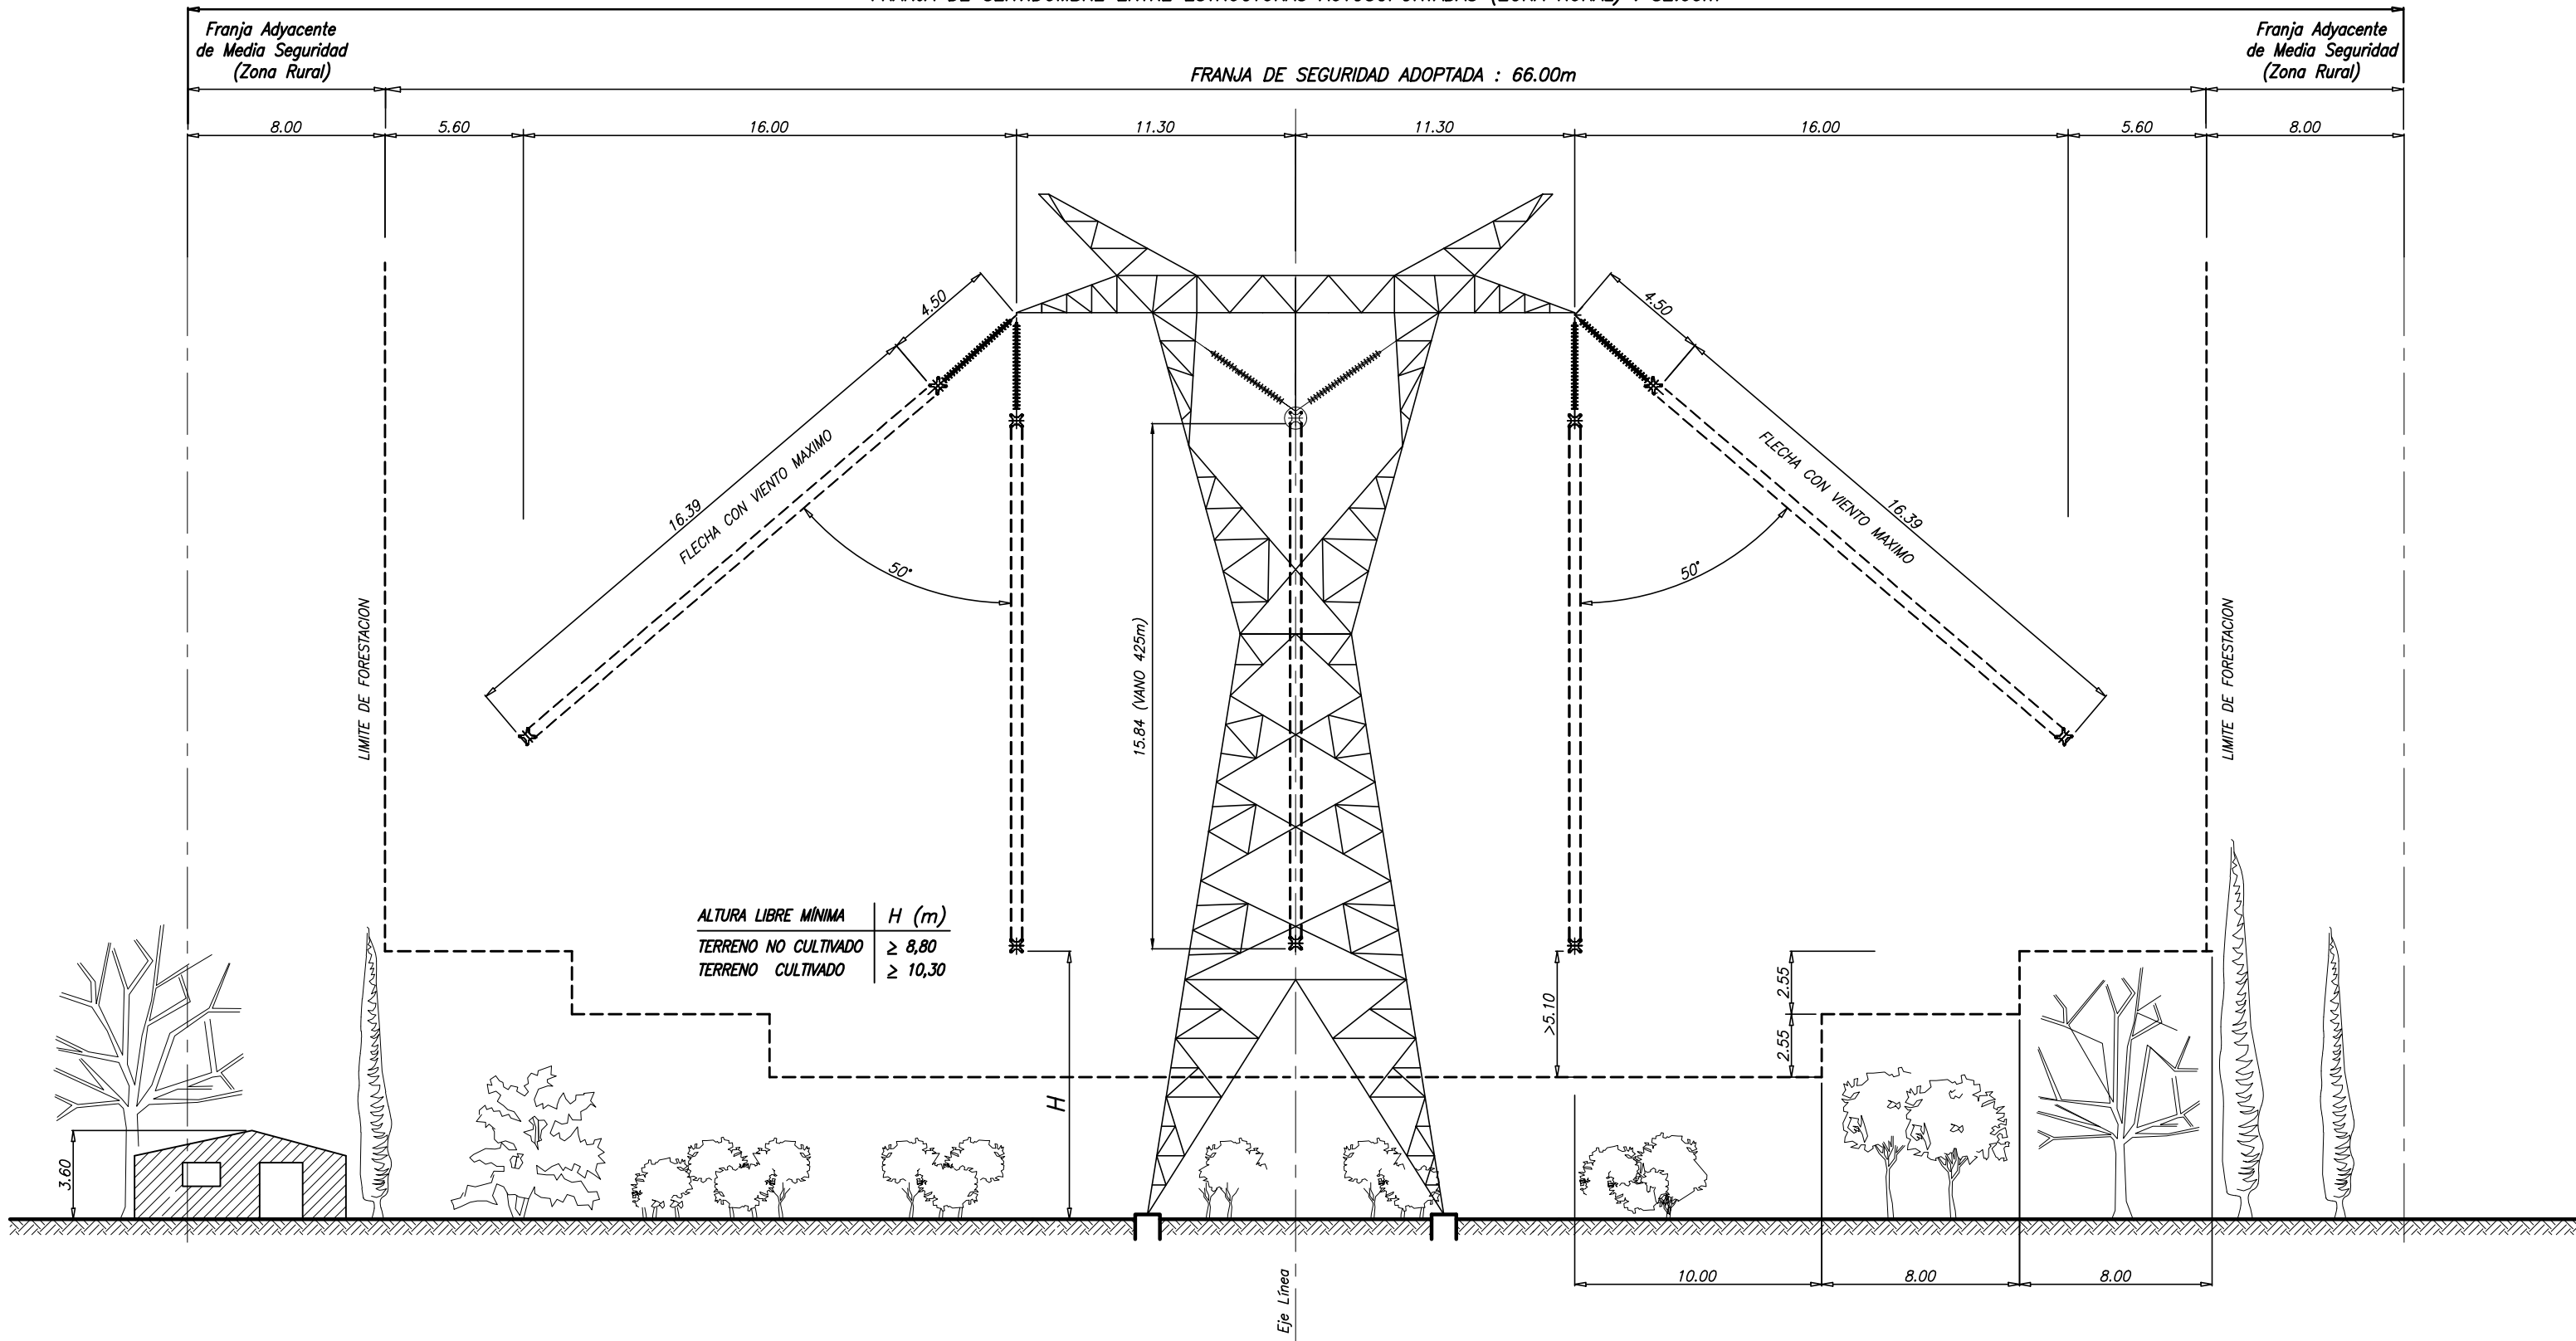 Franja Adyacente
de Media Seguridad
(Zona Rural)
Franja Adyacente
de Media Seguridad
(Zona Rural)
FRANJA DE SEGURIDAD ADOPTADA : 66.00m
8.00
5.60
16.00
11.30
11.30
16.00
5.60
8.00
4.50
4.50
16.39
FLECHA CON VIENTO MAXIMO
FLECHA CON VIENTO MAXIMO
16.39
50°
50°
LIMITE DE FORESTACION
15.84 (VANO 425m)
LIMITE DE FORESTACION
ALTURA LIBRE MÍNIMA H (m)
TERRENO NO CULTIVADO ≥ 8,80
TERRENO CULTIVADO ≥ 10,30
H
>5.10
2.55
2.55
3.60
10.00
8.00
8.00
Eje Línea